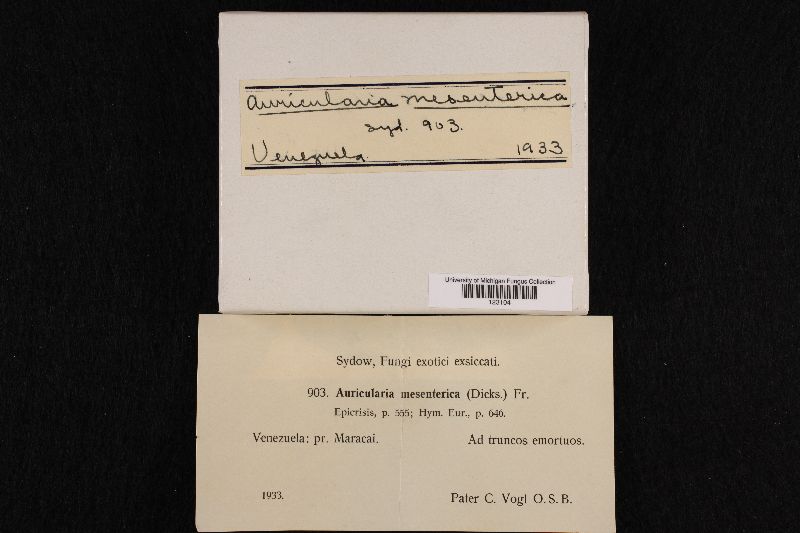 Auricularia mesenterica
Syd. 903.
Venezuela. 1933
University of Michigan Fungus Collection
Sydow, Fungi exotici exsiccati.
903. Auricularia mesenterica (Dicks.) Fr.
Epicrisis, p. 555; Hym. Eur., p. 646.
Venezuela; pr. Maracai. Ad truncos emortuos.
1933. Pater C. Vogl O. S. B.